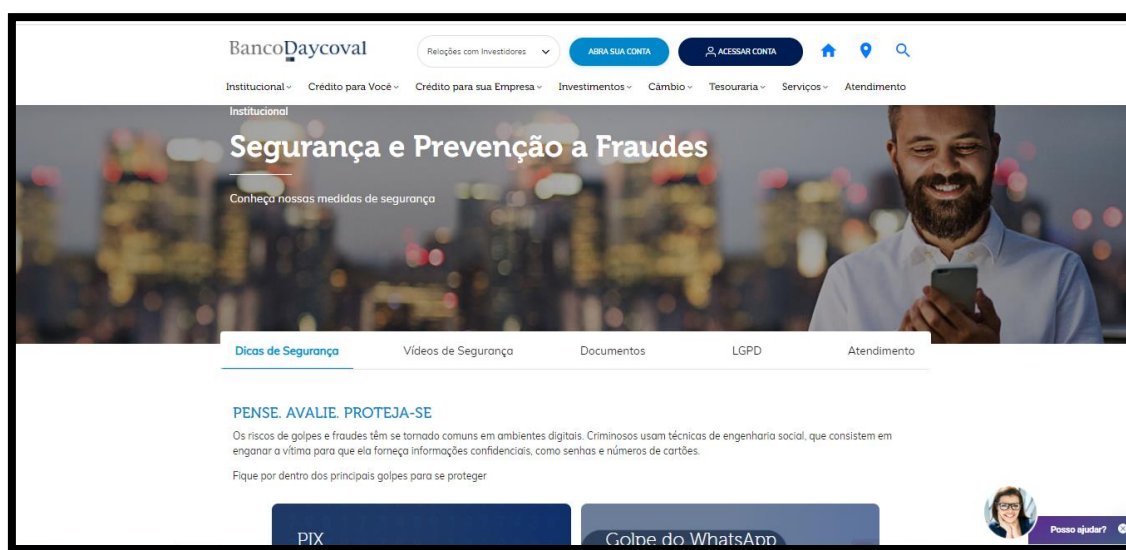 BancoDaycoval
Relações com Investidores
ABRA SUA CONTA
ACESSAR CONTA
Institucional
Crédito para Você
Crédito para sua Empresa
Investimentos
Câmbio
Tesouraria
Serviços
Atendimento
Institucional
Segurança e Prevenção a Fraudes
Conheça nossas medidas de segurança
Dicas de Segurança
Vídeos de Segurança
Documentos
LGPD
Atendimento
PENSE. AVALIE. PROTEJA-SE
Os riscos de golpes e fraudes têm se tornado comuns em ambientes digitais. Criminosos usam técnicas de engenharia social, que consistem em
enganar a vítima para que ela forneça informações confidenciais, como senhas e números de cartões.
Fique por dentro dos principais golpes para se proteger
PIX
Golpe do WhatsApp
Posso ajudar?